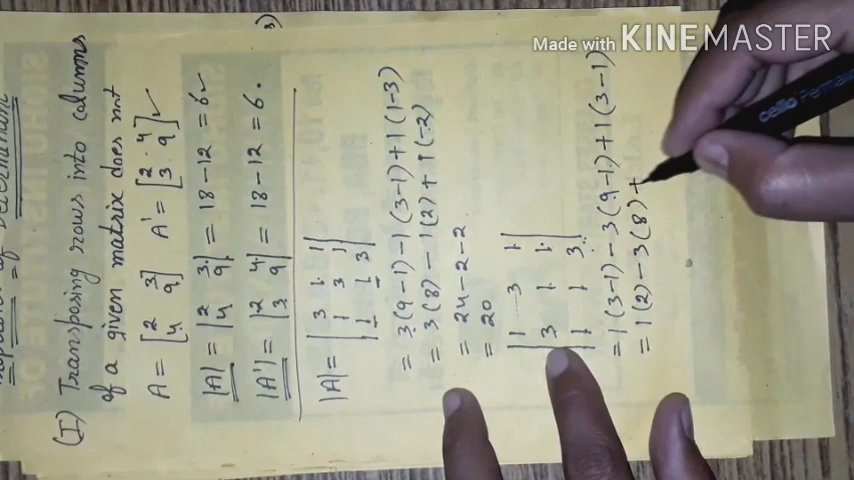 (I) Transposing rows into columns
of a given matrix does not
A = [2 3 4 9] A' = [2 4 3 9] ✓
|A| = |2 3 4 9| = 18 - 12 = 6 ✓
|A'| = |2 4 3 9| = 18 - 12 = 6.
3)
|A| = |3 1 1
1 3 1
1 1 3|
= 3(9-1) - 1(3-1) + 1(1-3)
= 3(8) - 1(2) + 1(-2)
= 24 - 2 - 2
= 20
|1 3 1
3 1 1
1 1 3|
= 1(3-1) - 3(9-1) + 1(3-1)
= 1(2) - 3(8) +
Made with KINEMASTER
cello Permane